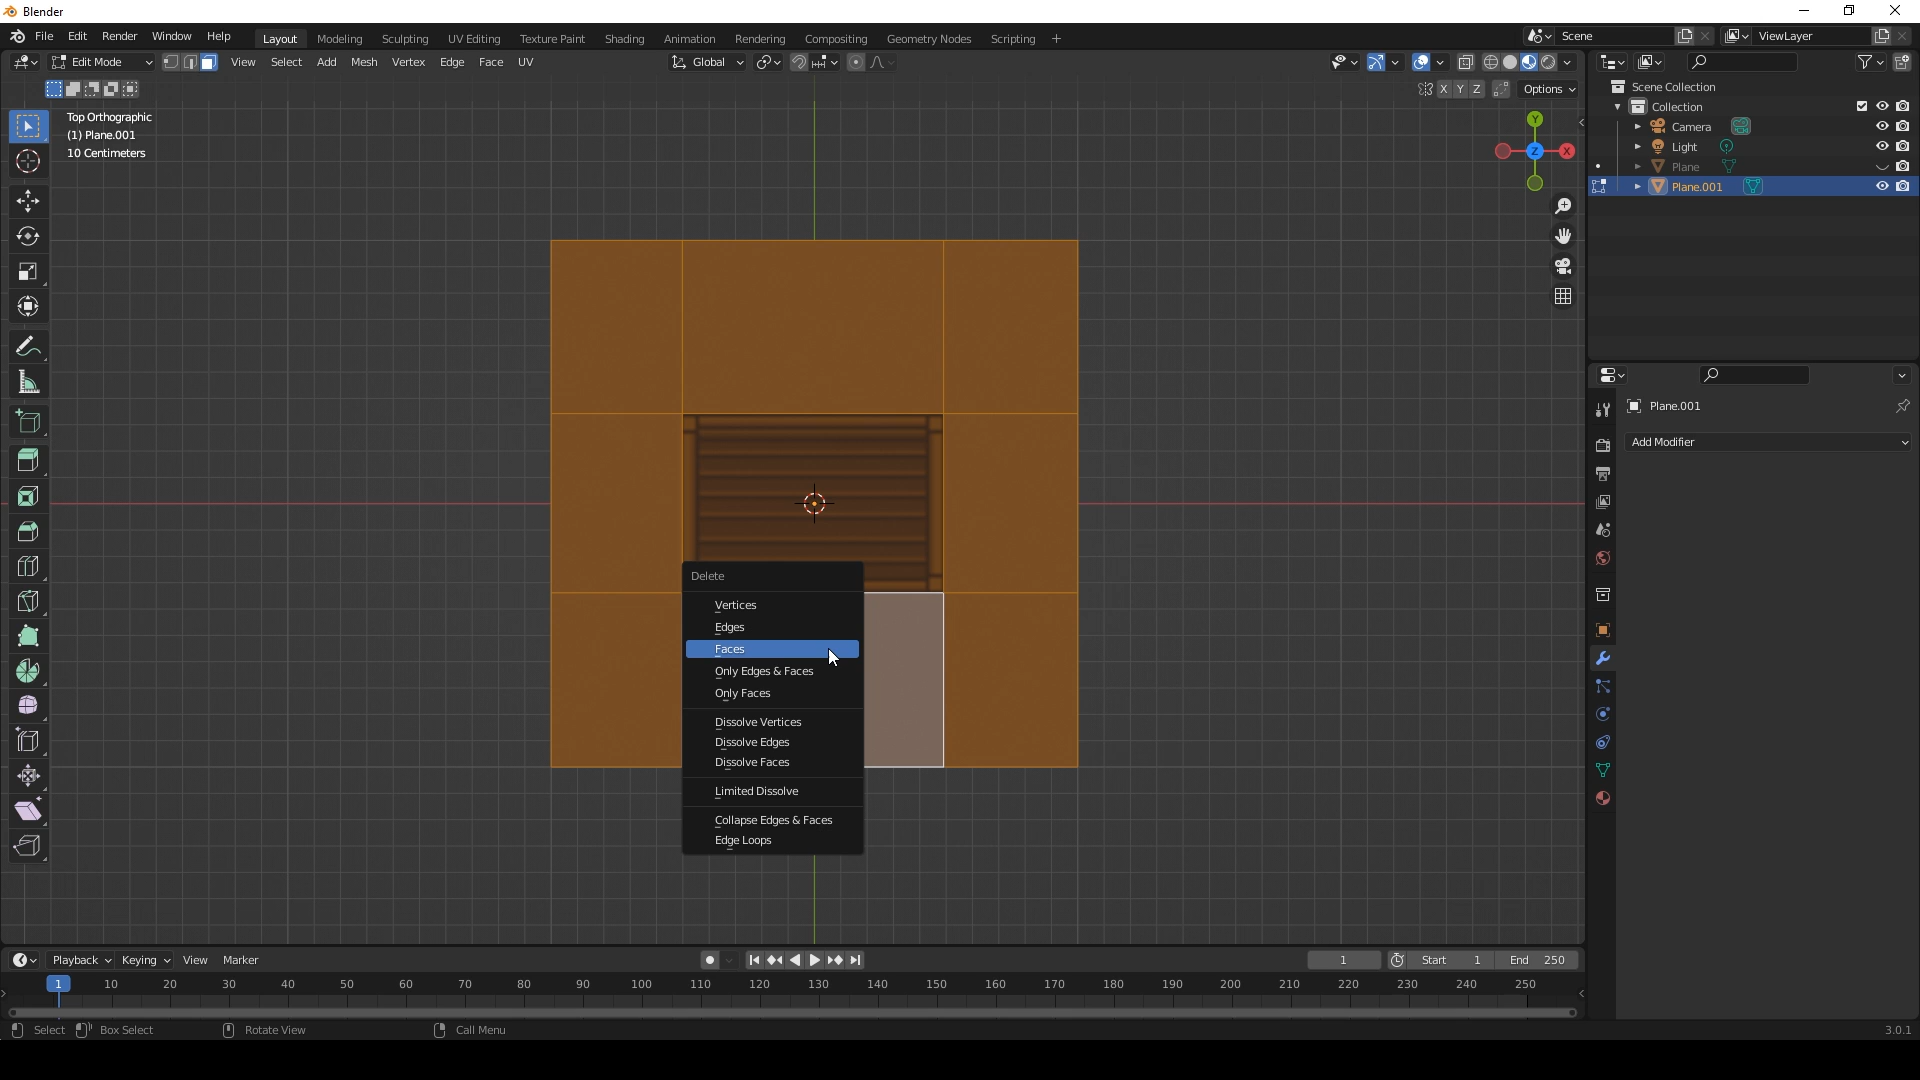 Blender
File Edit Render Window Help Layout Modeling Sculpting UV Editing Texture Paint Shading Animation Rendering Compositing Geometry Nodes Scripting + Scene ViewLayer
Edit Mode View Select Add Mesh Vertex Edge Face UV Global
X Y Z Options
Top Orthographic
(1) Plane.001
10 Centimeters
Y
Z X
Scene Collection
Collection
Camera
Light
Plane
Plane.001
Plane.001
Add Modifier
Delete
Vertices
Edges
Faces
Only Edges & Faces
Only Faces
Dissolve Vertices
Dissolve Edges
Dissolve Faces
Limited Dissolve
Collapse Edges & Faces
Edge Loops
Playback Keying View Marker 1 Start 1 End 250
1 10 20 30 40 50 60 70 80 90 100 110 120 130 140 150 160 170 180 190 200 210 220 230 240 250
Select Box Select Rotate View Call Menu 3.0.1